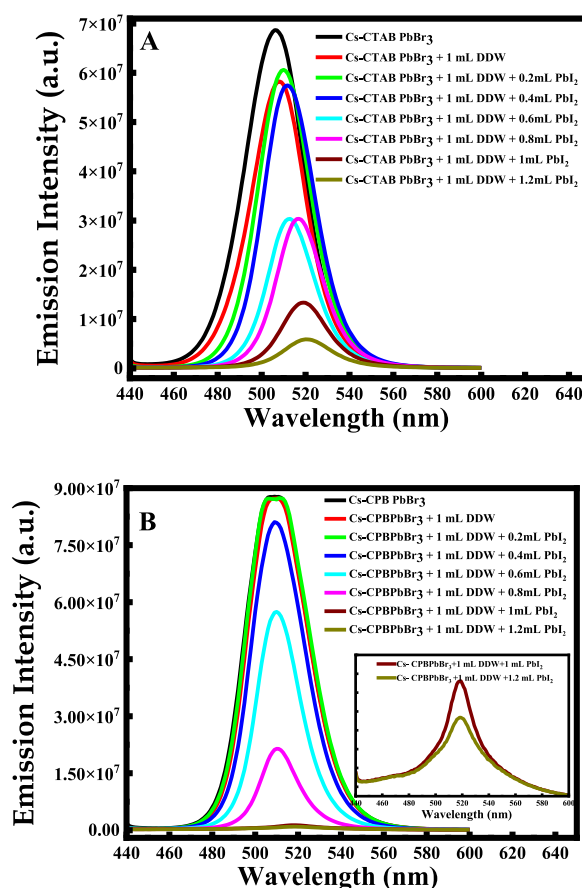 A
Cs-CTAB PbBr₃
Cs-CTAB PbBr₃ + 1 mL DDW
Cs-CTAB PbBr₃ + 1 mL DDW + 0.2mL PbI₂
Cs-CTAB PbBr₃ + 1 mL DDW + 0.4mL PbI₂
Cs-CTAB PbBr₃ + 1 mL DDW + 0.6mL PbI₂
Cs-CTAB PbBr₃ + 1 mL DDW + 0.8mL PbI₂
Cs-CTAB PbBr₃ + 1 mL DDW + 1mL PbI₂
Cs-CTAB PbBr₃ + 1 mL DDW + 1.2mL PbI₂
Emission Intensity (a.u.)
7×10⁷
6×10⁷
5×10⁷
4×10⁷
3×10⁷
2×10⁷
1×10⁷
0
440 460 480 500 520 540 560 580 600 620 640
Wavelength (nm)
B
Cs-CPB PbBr₃
Cs-CPBPbBr₃ + 1 mL DDW
Cs-CPBPbBr₃ + 1 mL DDW + 0.2mL PbI₂
Cs-CPBPbBr₃ + 1 mL DDW + 0.4mL PbI₂
Cs-CPBPbBr₃ + 1 mL DDW + 0.6mL PbI₂
Cs-CPBPbBr₃ + 1 mL DDW + 0.8mL PbI₂
Cs-CPBPbBr₃ + 1 mL DDW + 1mL PbI₂
Cs-CPBPbBr₃ + 1 mL DDW + 1.2mL PbI₂
Emission Intensity (a.u.)
9.00×10⁷
7.50×10⁷
6.00×10⁷
4.50×10⁷
3.00×10⁷
1.50×10⁷
0.00
Cs- CPBPbBr₃+1 mL DDW+1 mL PbI₂
Cs- CPBPbBr₃ +1 mL DDW +1.2 mL PbI₂
440 460 480 500 520 540 560 580 600
Wavelength (nm)
440 460 480 500 520 540 560 580 600 620 640
Wavelength (nm)